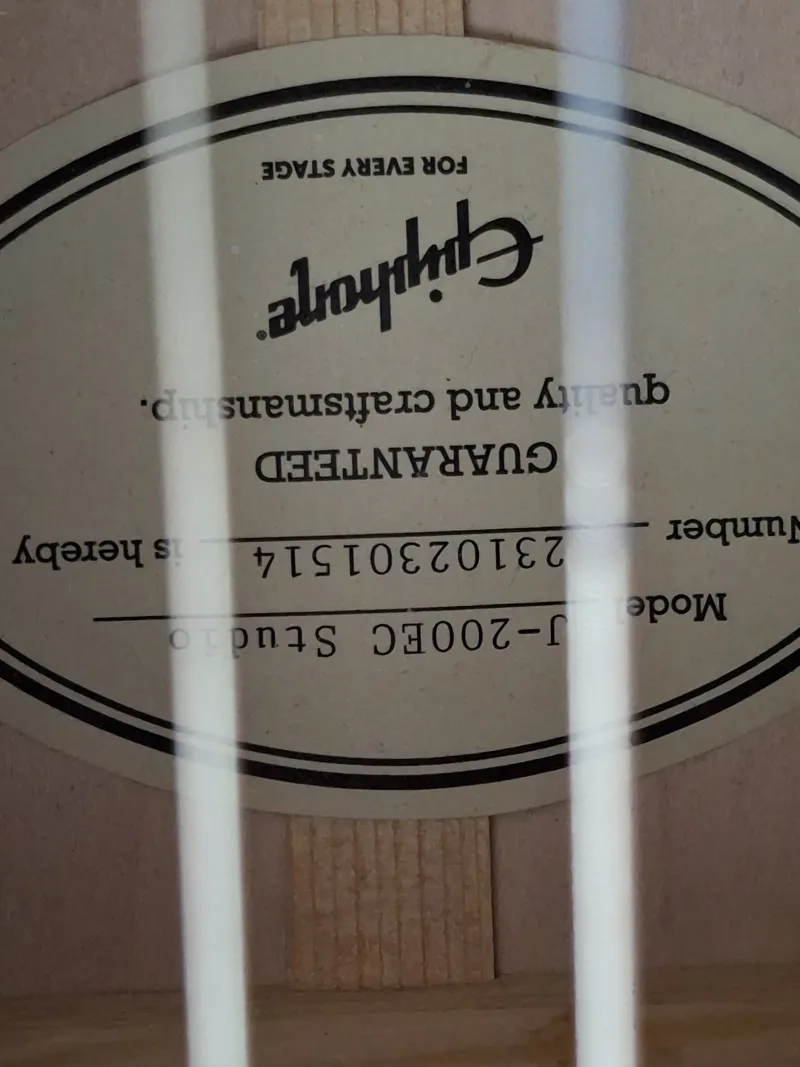 Model J-200EC Studio
Number 23102301514 is hereby
GUARANTEED
quality and craftsmanship.
Epiphone®
FOR EVERY STAGE